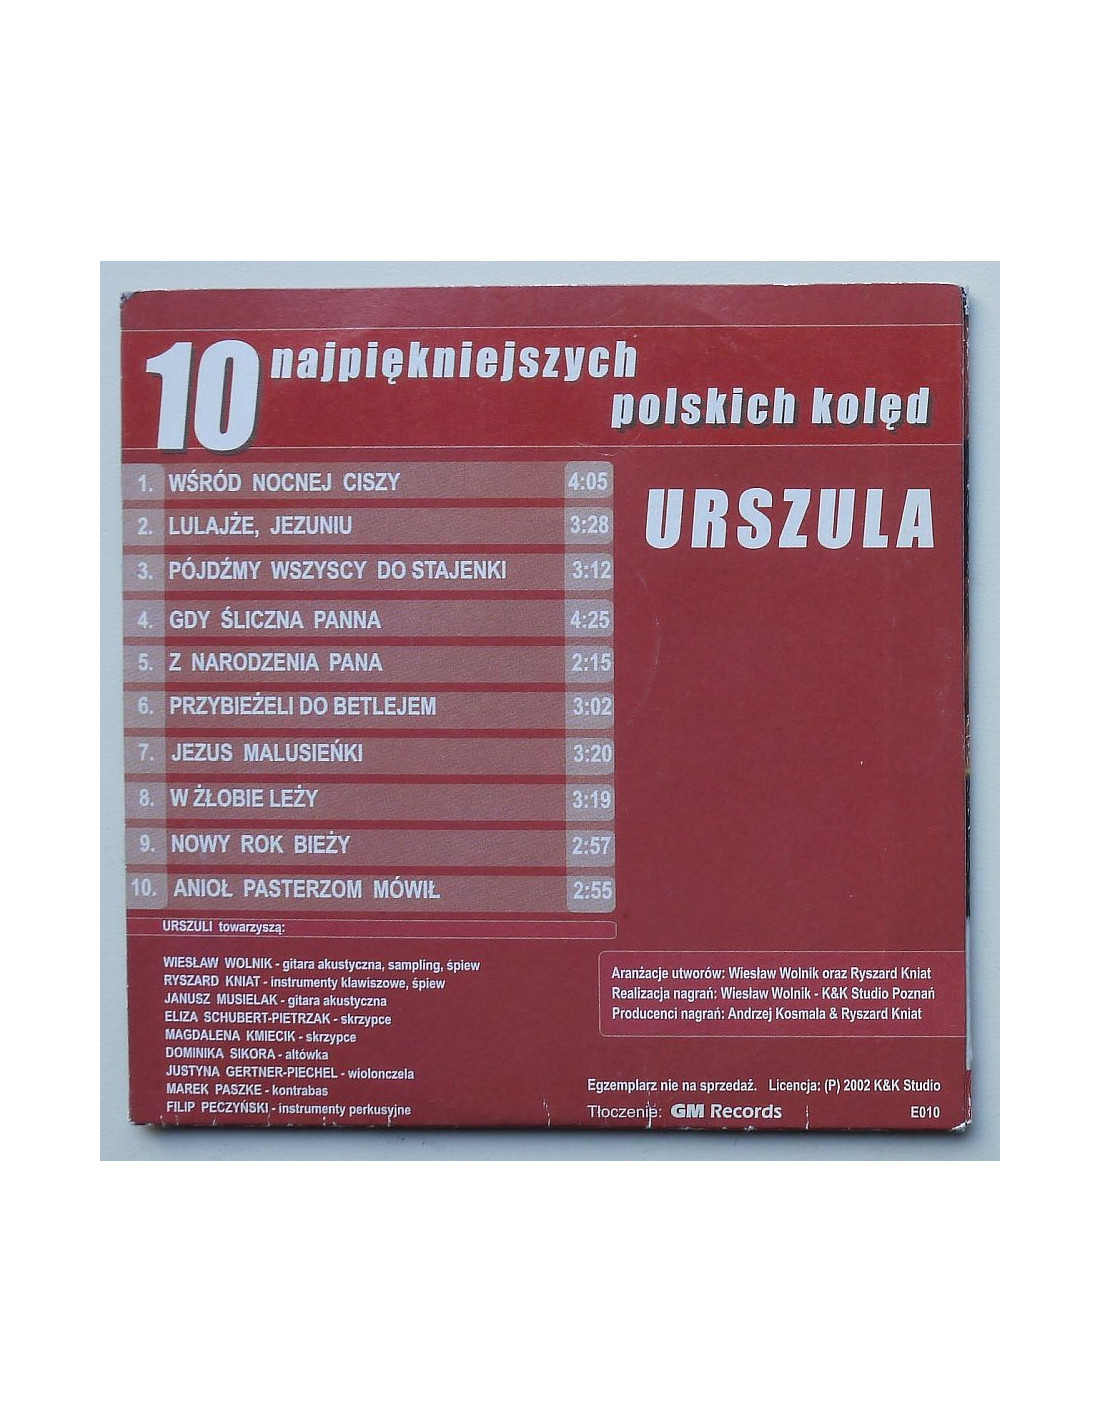 10 najpiękniejszych
polskich kolęd
URSZULA
1. WŚRÓD NOCNEJ CISZY 4:05
2. LULAJŻE, JEZUNIU 3:28
3. PÓJDŹMY WSZYSCY DO STAJENKI 3:12
4. GDY ŚLICZNA PANNA 4:25
5. Z NARODZENIA PANA 2:15
6. PRZYBIEŻELI DO BETLEJEM 3:02
7. JEZUS MALUSIEŃKI 3:20
8. W ŻŁOBIE LEŻY 3:19
9. NOWY ROK BIEŻY 2:57
10. ANIOŁ PASTERZOM MÓWIŁ 2:55
URSZULI towarzyszą:
WIESŁAW WOLNIK - gitara akustyczna, sampling, śpiew
RYSZARD KNIAT - instrumenty klawiszowe, śpiew
JANUSZ MUSIELAK - gitara akustyczna
ELIZA SCHUBERT-PIETRZAK - skrzypce
MAGDALENA KMIECIK - skrzypce
DOMINIKA SIKORA - altówka
JUSTYNA GERTNER-PIECHEL - wiolonczela
MAREK PASZKE - kontrabas
FILIP PECZYŃSKI - instrumenty perkusyjne
Aranżacje utworów: Wiesław Wolnik oraz Ryszard Kniat
Realizacja nagrań: Wiesław Wolnik - K&K Studio Poznań
Producenci nagrań: Andrzej Kosmala & Ryszard Kniat
Egzemplarz nie na sprzedaż. Licencja: (P) 2002 K&K Studio
Tłoczenie: GM Records E010